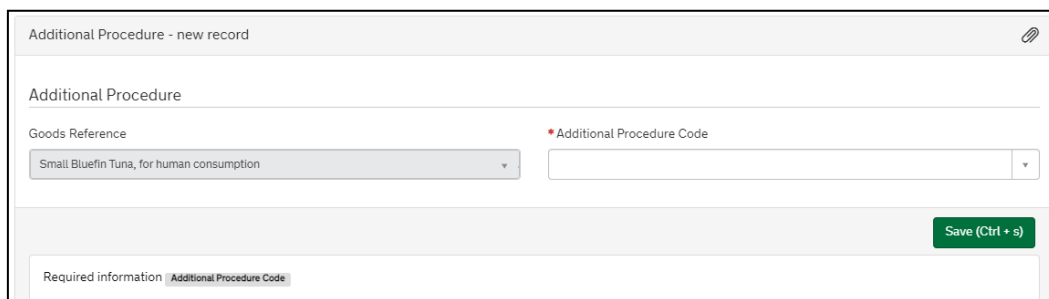 Additional Procedure - new record
Additional Procedure
Goods Reference
* Additional Procedure Code
Small Bluefin Tuna, for human consumption
Save (Ctrl + s)
Required information Additional Procedure Code